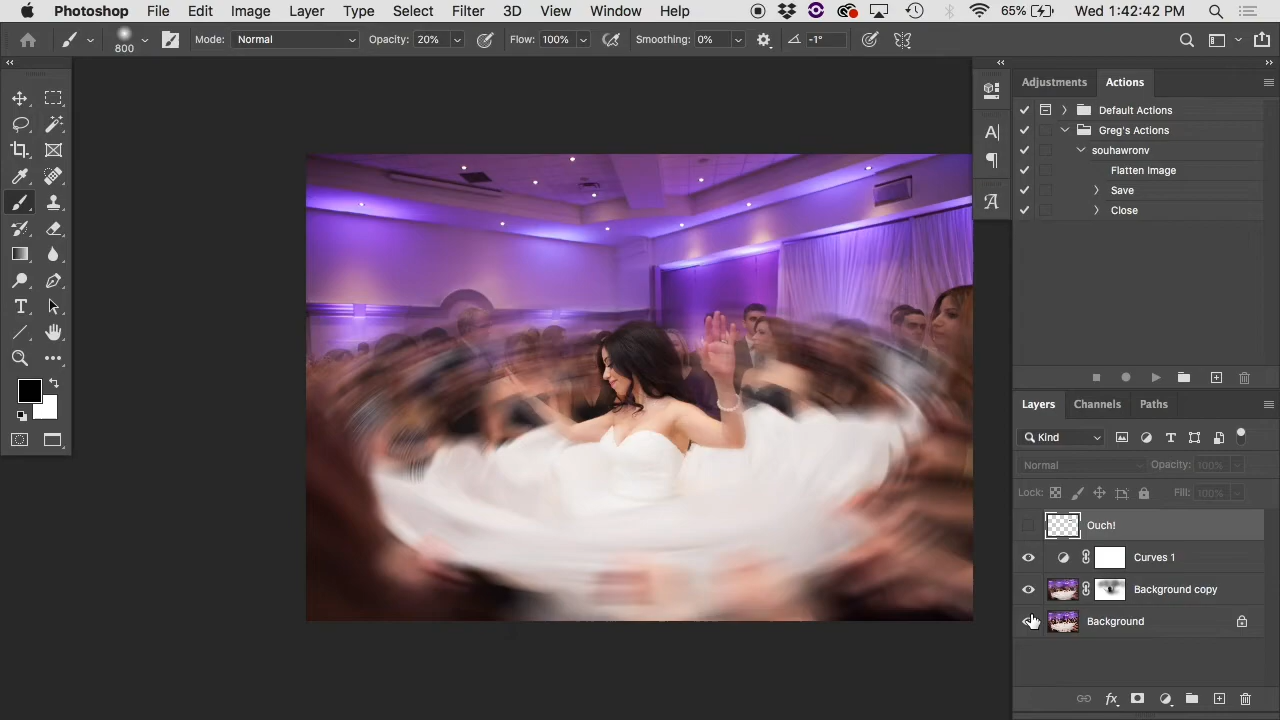 Photoshop File Edit Image Layer Type Select Filter 3D View Window Help 65% Wed 1:42:42 PM
800 Mode: Normal Opacity: 20% Flow: 100% Smoothing: 0% -1°
Adjustments Actions
Default Actions
Greg's Actions
souhawronv
Flatten Image
Save
Close
Layers Channels Paths
Kind
Normal Opacity: 100%
Lock: Fill: 100%
Ouch!
Curves 1
Background copy
Background